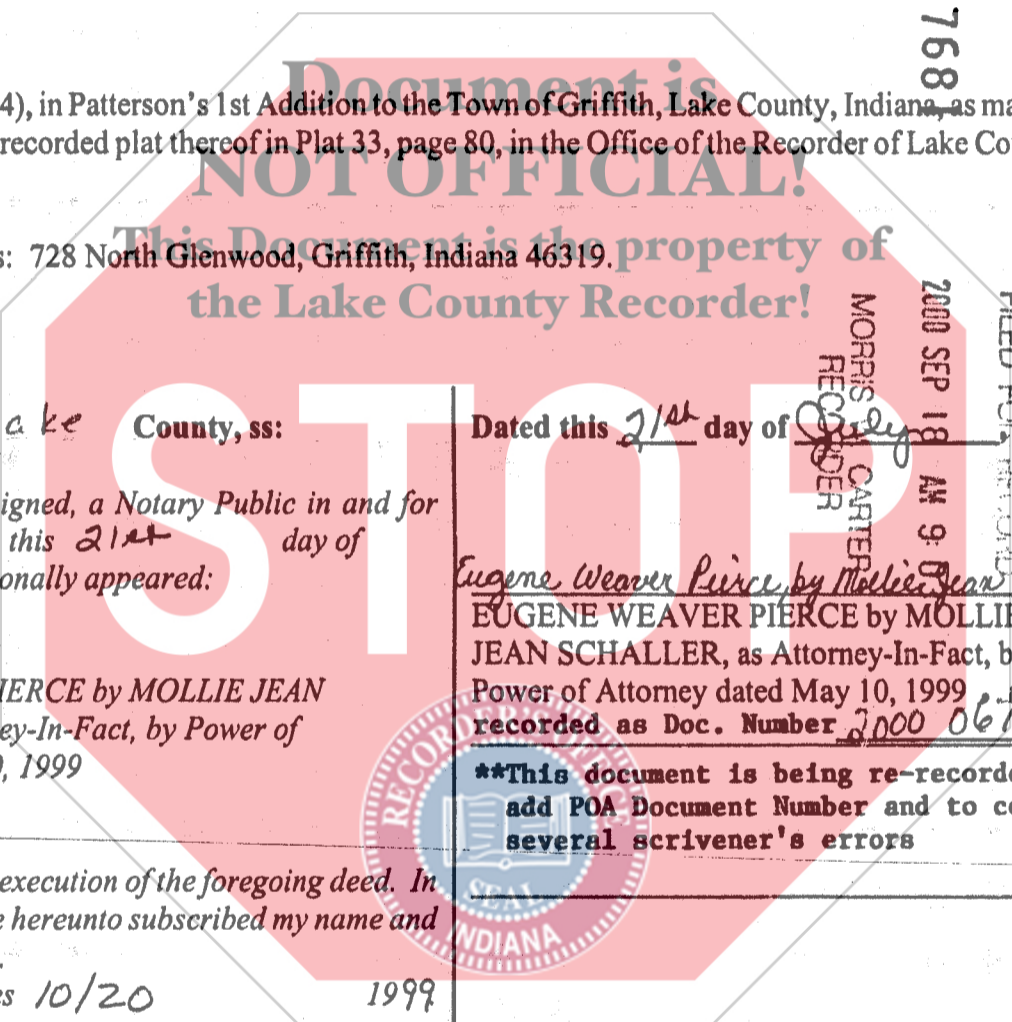 7681
Document is
4), in Patterson's 1st Addition to the Town of Griffith, Lake County, Indiana, as ma
recorded plat thereof in Plat 33, page 80, in the Office of the Recorder of Lake Co
NOT OFFICIAL!
This Document is the property of
s: 728 North Glenwood, Griffith, Indiana 46319.
the Lake County Recorder!
STOP
2000 SEP 18 AM 9:
MORRIS CARTER
RECORDER
ake County, ss:
igned, a Notary Public in and for
this 21st day of
onally appeared:
IERCE by MOLLIE JEAN
ey-In-Fact, by Power of
, 1999
execution of the foregoing deed. In
e hereunto subscribed my name and
s 10/20 1999
Dated this 21st day of July
Eugene Weaver Pierce, by Mollie Jean
EUGENE WEAVER PIERCE by MOLLIE
JEAN SCHALLER, as Attorney-In-Fact, b
Power of Attorney dated May 10, 1999
recorded as Doc. Number 2000 06
**This document is being re-recorde
add POA Document Number and to co
several scrivener's errors
RECORDER'S OFFICE
SEAL
INDIANA